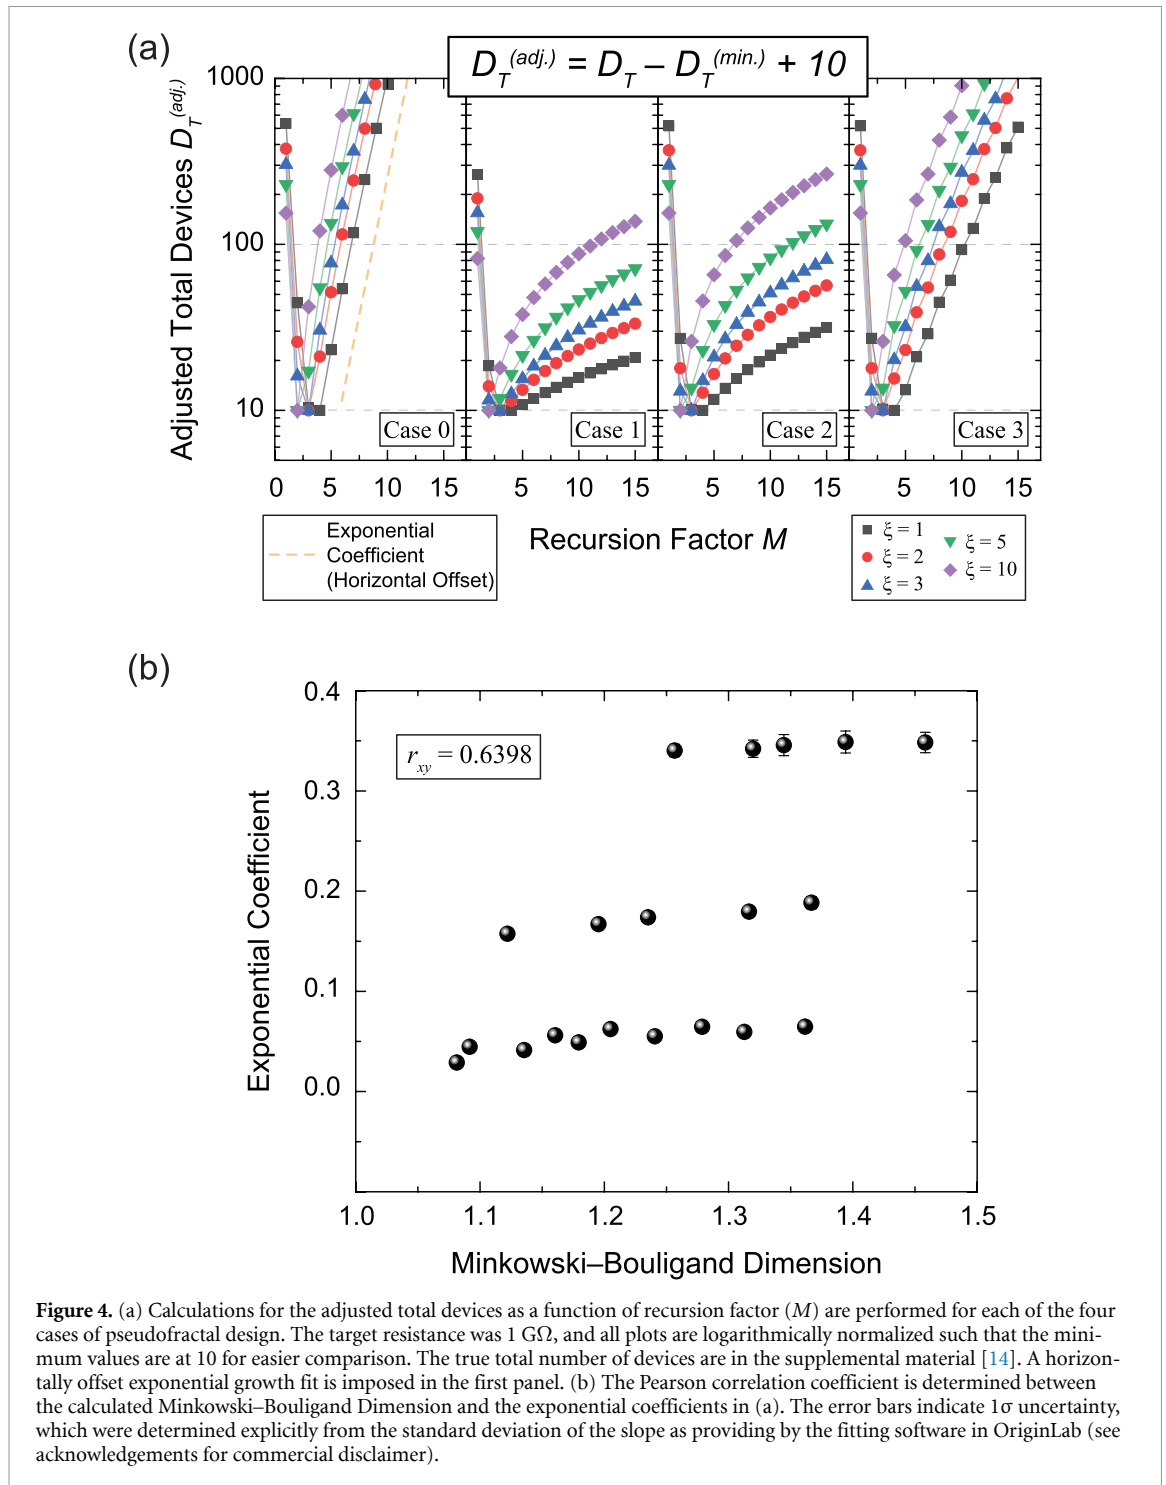 (a)
D_T^(adj.) = D_T – D_T^(min.) + 10
Adjusted Total Devices D_T^(adj.)
1000
100
10
Case 0
Case 1
Case 2
Case 3
0 5 10 15 5 10 15 5 10 15 5 10 15
Recursion Factor M
Exponential
Coefficient
(Horizontal Offset)
ξ = 1
ξ = 2
ξ = 3
ξ = 5
ξ = 10
(b)
r_xy = 0.6398
Exponential Coefficient
0.4
0.3
0.2
0.1
0.0
1.0 1.1 1.2 1.3 1.4 1.5
Minkowski–Bouligand Dimension
Figure 4. (a) Calculations for the adjusted total devices as a function of recursion factor (M) are performed for each of the four
cases of pseudofractal design. The target resistance was 1 GΩ, and all plots are logarithmically normalized such that the mini-
mum values are at 10 for easier comparison. The true total number of devices are in the supplemental material [14]. A horizon-
tally offset exponential growth fit is imposed in the first panel. (b) The Pearson correlation coefficient is determined between
the calculated Minkowski–Bouligand Dimension and the exponential coefficients in (a). The error bars indicate 1σ uncertainty,
which were determined explicitly from the standard deviation of the slope as providing by the fitting software in OriginLab (see
acknowledgements for commercial disclaimer).